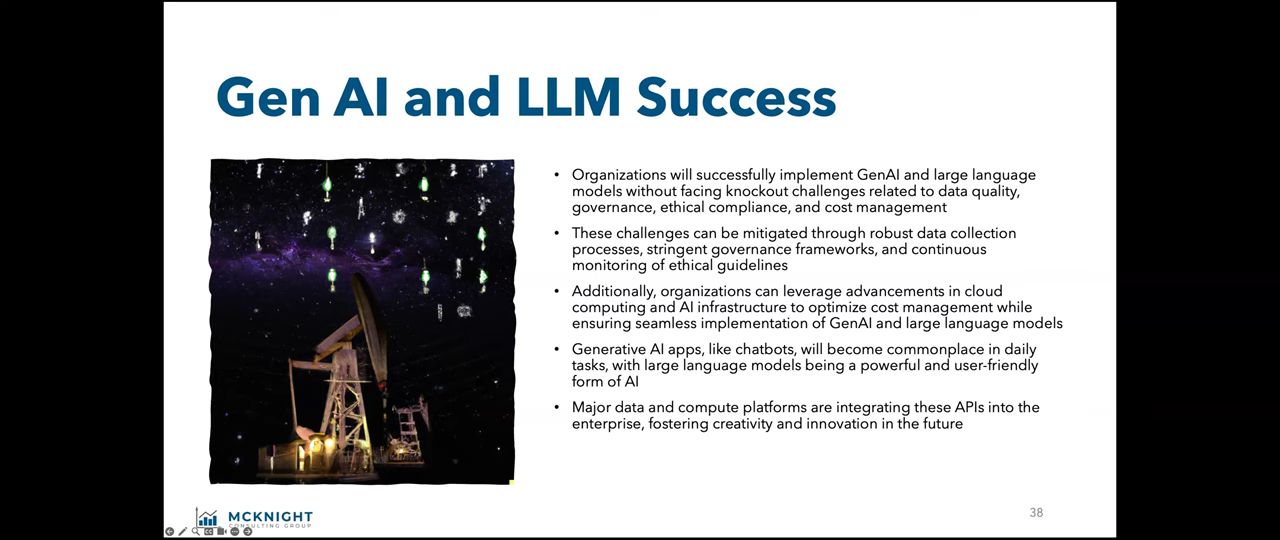 Gen AI and LLM Success
• Organizations will successfully implement GenAI and large language
models without facing knockout challenges related to data quality,
governance, ethical compliance, and cost management
• These challenges can be mitigated through robust data collection
processes, stringent governance frameworks, and continuous
monitoring of ethical guidelines
• Additionally, organizations can leverage advancements in cloud
computing and AI infrastructure to optimize cost management while
ensuring seamless implementation of GenAI and large language models
• Generative AI apps, like chatbots, will become commonplace in daily
tasks, with large language models being a powerful and user-friendly
form of AI
• Major data and compute platforms are integrating these APIs into the
enterprise, fostering creativity and innovation in the future
MCKNIGHT
CONSULTING GROUP
38